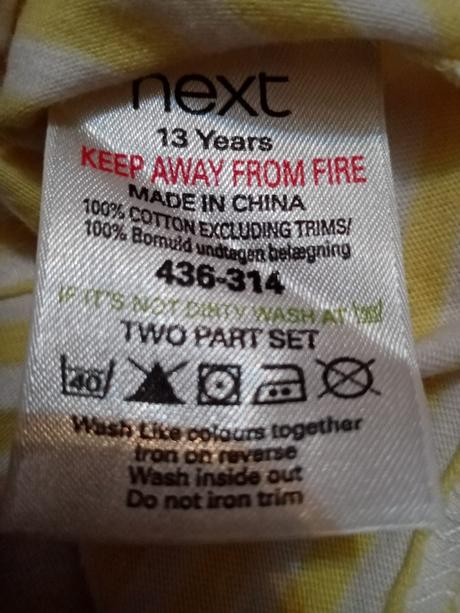 next
13 Years
KEEP AWAY FROM FIRE
MADE IN CHINA
100% COTTON EXCLUDING TRIMS/
100% Bomuld undtagen belægning
436-314
IF IT'S NOT DIRTY WASH AT
TWO PART SET
40
Wash Like colours together
Iron on reverse
Wash inside out
Do not iron trim